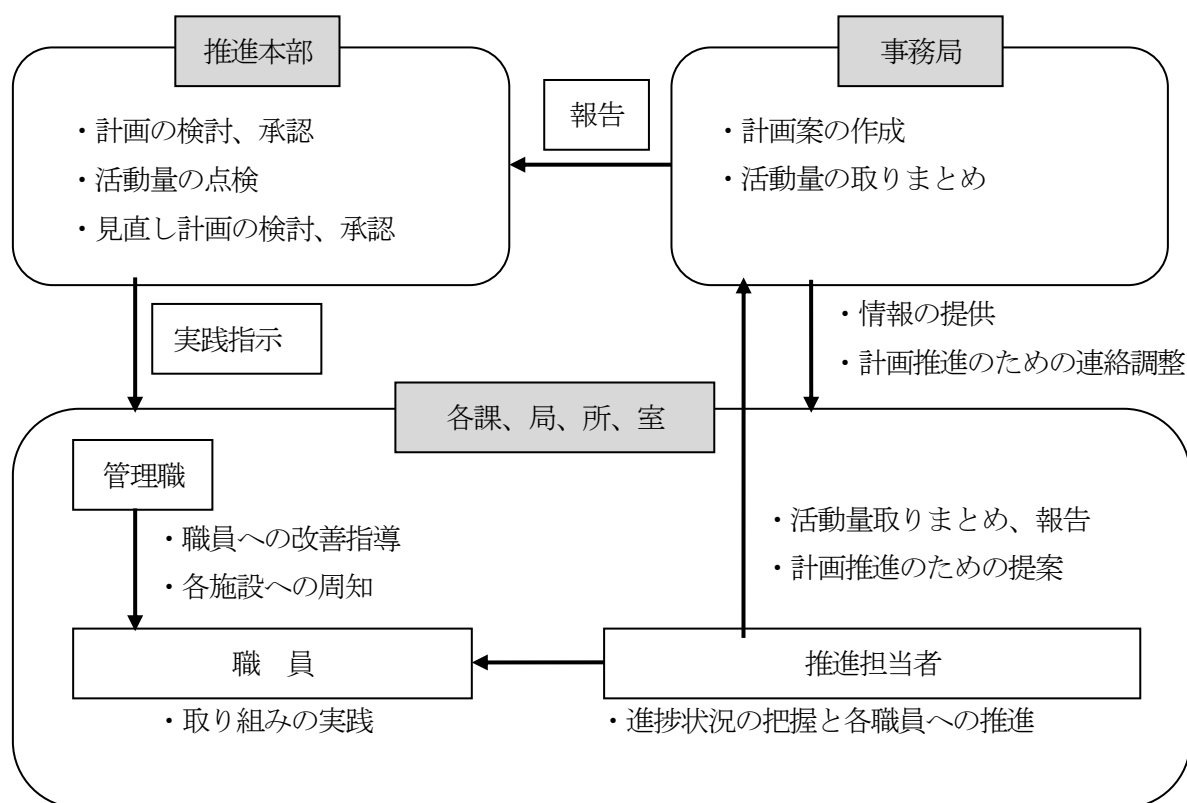 推進本部
・計画の検討、承認
・活動量の点検
・見直し計画の検討、承認
報告
事務局
・計画案の作成
・活動量の取りまとめ
実践指示
・情報の提供
・計画推進のための連絡調整
各課、局、所、室
管理職
・職員への改善指導
・各施設への周知
・活動量取りまとめ、報告
・計画推進のための提案
職　員
・取り組みの実践
推進担当者
・進捗状況の把握と各職員への推進